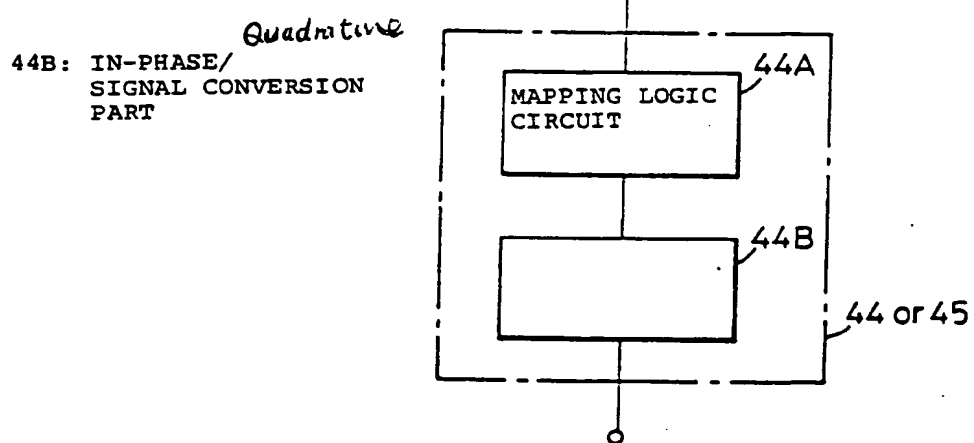 Quadrature
44B: IN-PHASE/
SIGNAL CONVERSION
PART
44A
MAPPING LOGIC
CIRCUIT
44B
44 or 45